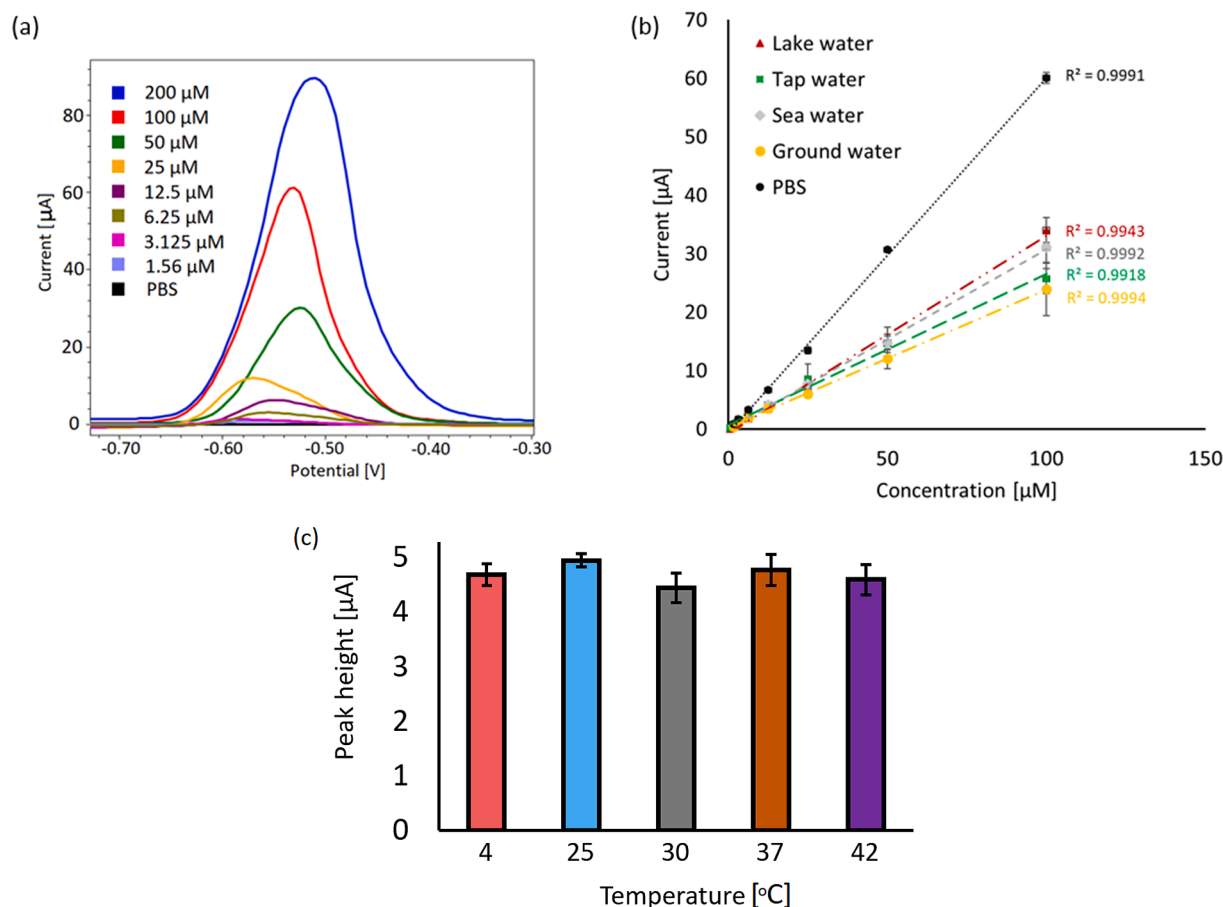 (a)
200 µM
100 µM
50 µM
25 µM
12.5 µM
6.25 µM
3.125 µM
1.56 µM
PBS
80
60
40
20
0
Current [µA]
-0.70
-0.60
-0.50
-0.40
-0.30
Potential [V]
(b)
Lake water
Tap water
Sea water
Ground water
PBS
70
60
50
40
30
20
10
0
Current [µA]
R² = 0.9991
R² = 0.9943
R² = 0.9992
R² = 0.9918
R² = 0.9994
0
50
100
150
Concentration [µM]
(c)
5
4
3
2
1
0
Peak height [µA]
4
25
30
37
42
Temperature [ºC]